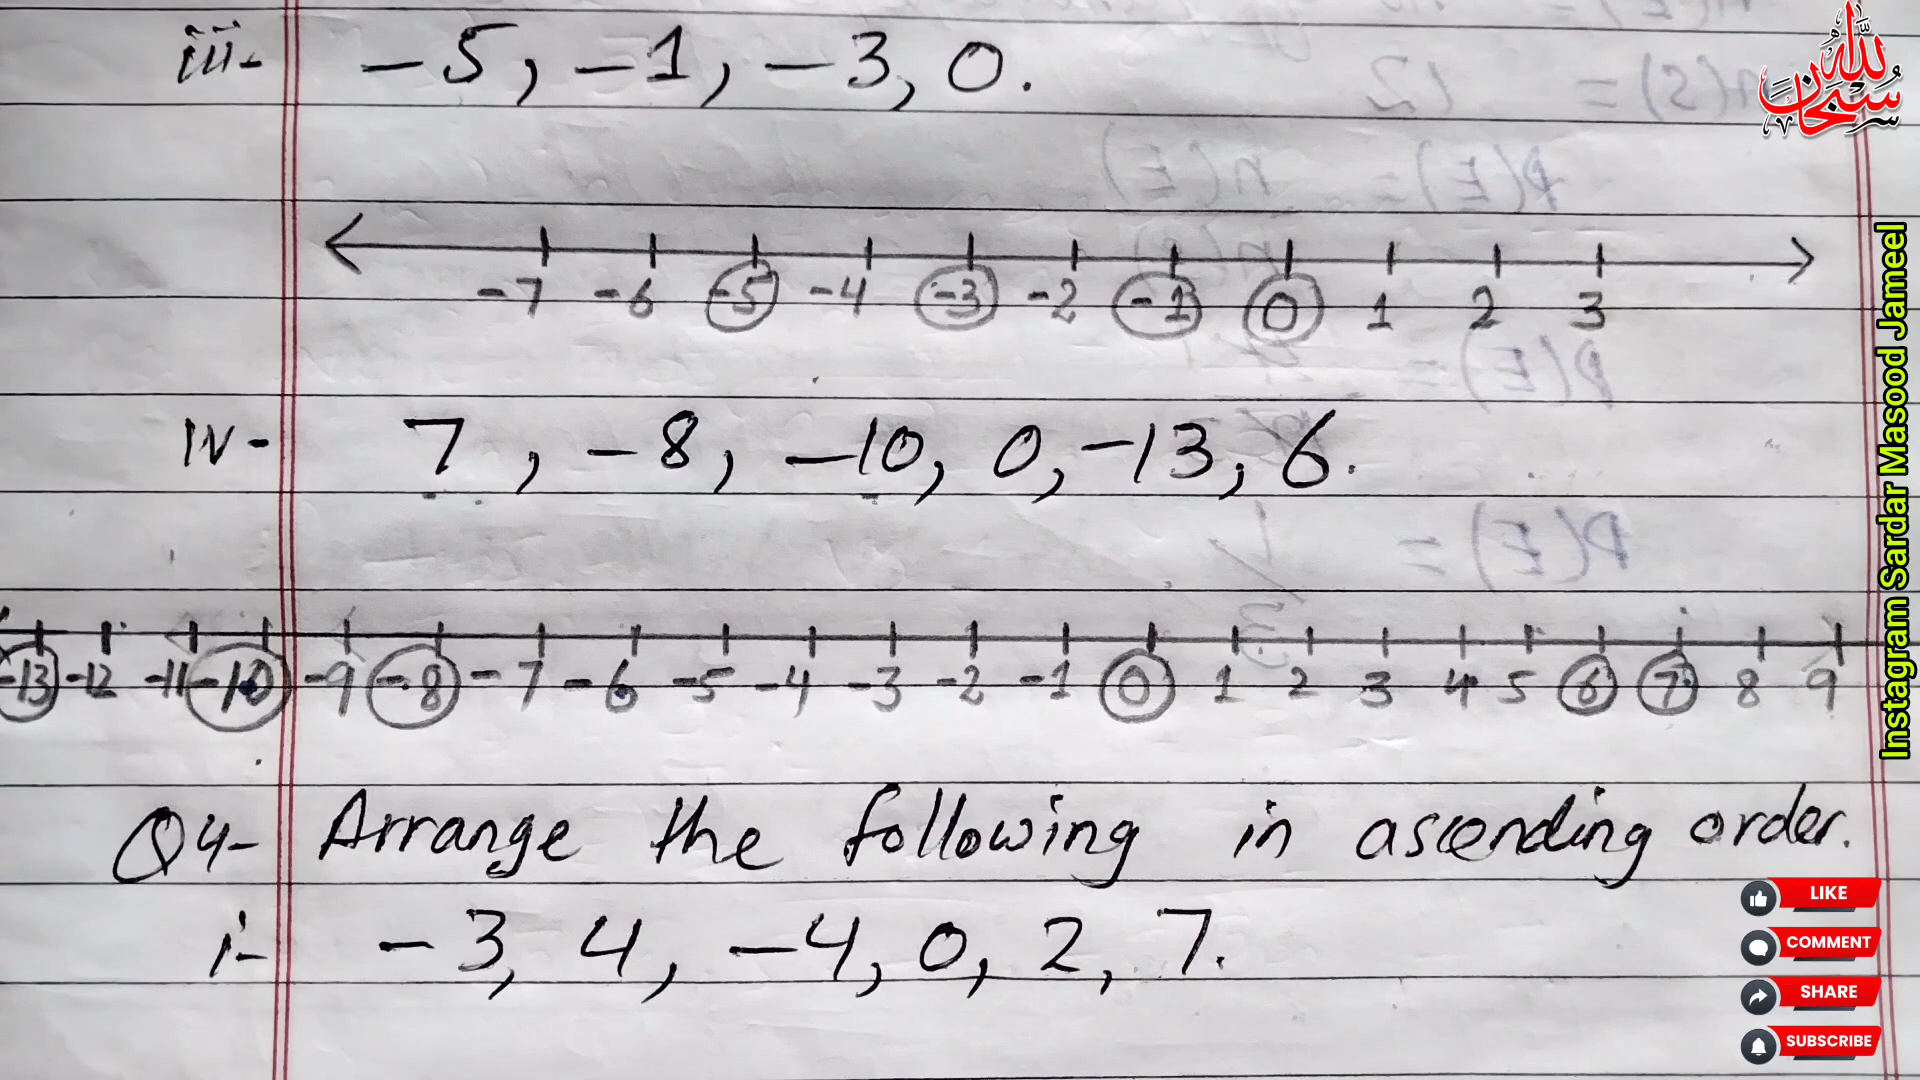 iii- -5, -1, -3, 0.
-7 -6 -5 -4 -3 -2 -1 0 1 2 3
iv- 7, -8, -10, 0, -13, 6.
-13 -12 -11 -10 -9 -8 -7 -6 -5 -4 -3 -2 -1 0 1 2 3 4 5 6 7 8 9
Q4- Arrange the following in ascending order.
i- -3, 4, -4, 0, 2, 7.
سبحان الله
Instagram Sardar Masood Jameel
LIKE
COMMENT
SHARE
SUBSCRIBE